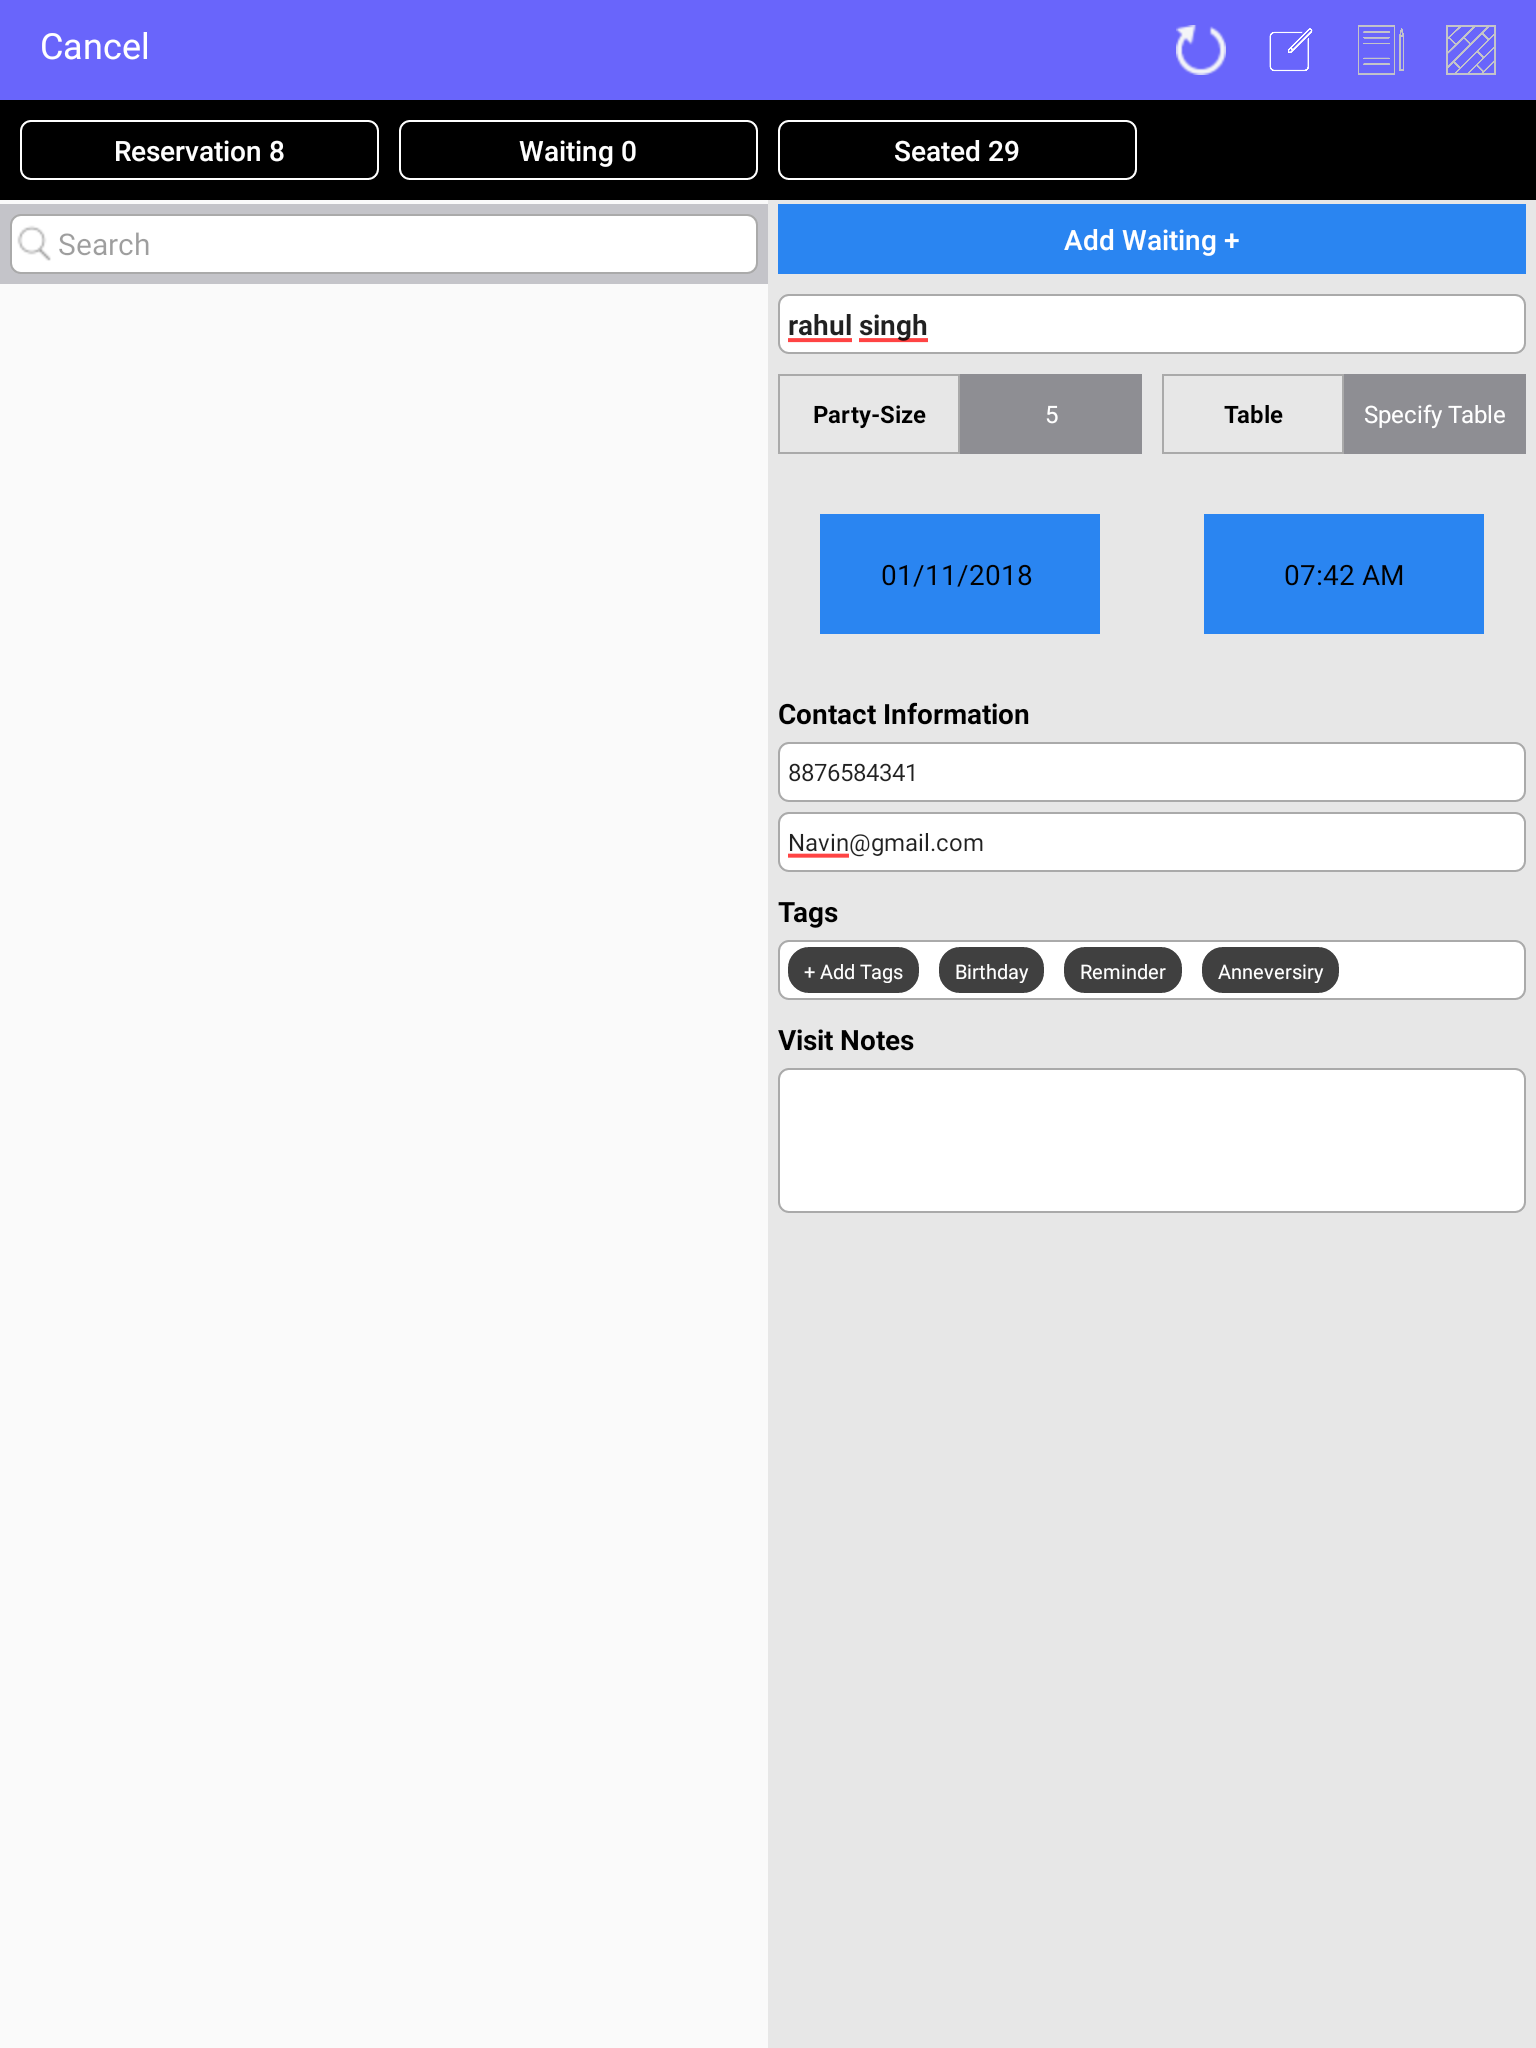 Cancel
Reservation 8
Waiting 0
Seated 29
Search
Add Waiting +
rahul singh
Party-Size
5
Table
Specify Table
01/11/2018
07:42 AM
Contact Information
8876584341
Navin@gmail.com
Tags
+ Add Tags
Birthday
Reminder
Anneversiry
Visit Notes